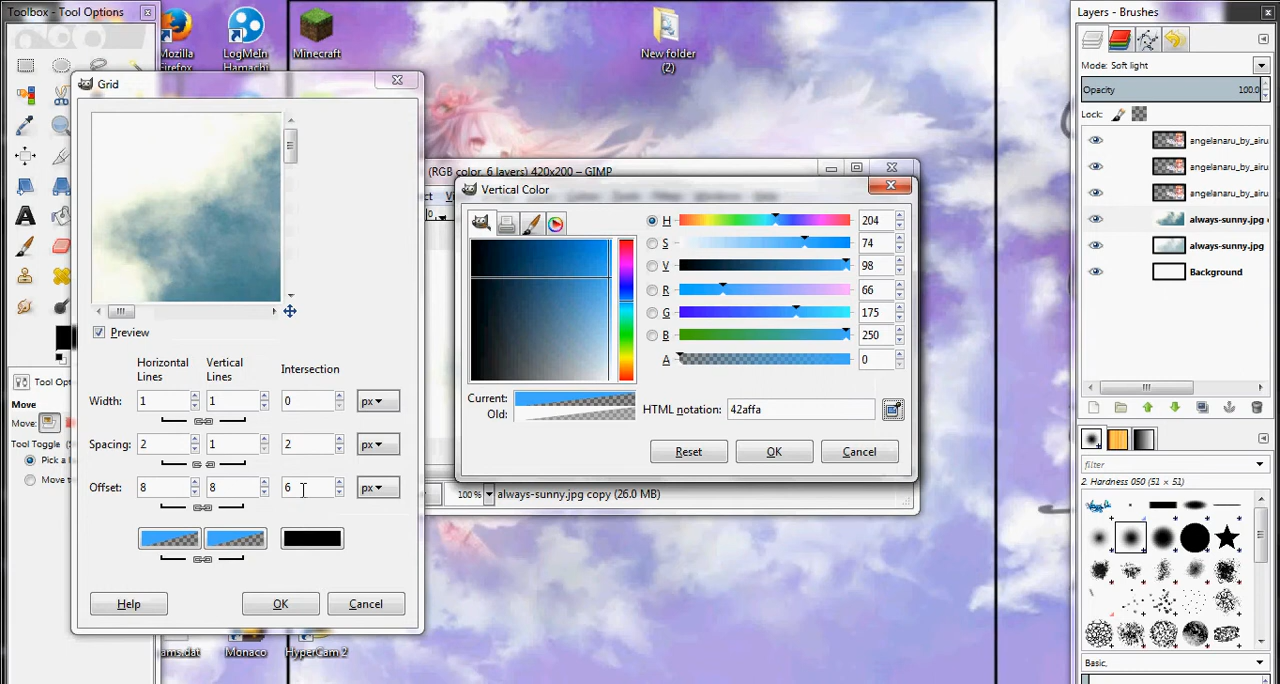 Toolbox - Tool Options
Mozilla Firefox
LogMeIn Hamachi
Minecraft
New folder (2)
Layers - Brushes
Mode: Soft light
Opacity 100.0
Lock:
angelanaru_by_airu
angelanaru_by_airu
angelanaru_by_airu
always-sunny.jpg
always-sunny.jpg
Background
Grid
Preview
Horizontal Lines
Vertical Lines
Intersection
Width: 1 1 0 px
Spacing: 2 1 2 px
Offset: 8 8 6 px
Help OK Cancel
(RGB color, 6 layers) 420x200 – GIMP
Vertical Color
H 204
S 74
V 98
R 66
G 175
B 250
A 0
Current:
Old:
HTML notation: 42affa
Reset OK Cancel
100 % always-sunny.jpg copy (26.0 MB)
Move
Move:
Tool Toggle
Pick a
Move t
ams.dat
Monaco
HyperCam 2
filter
2. Hardness 050 (51 × 51)
Basic,